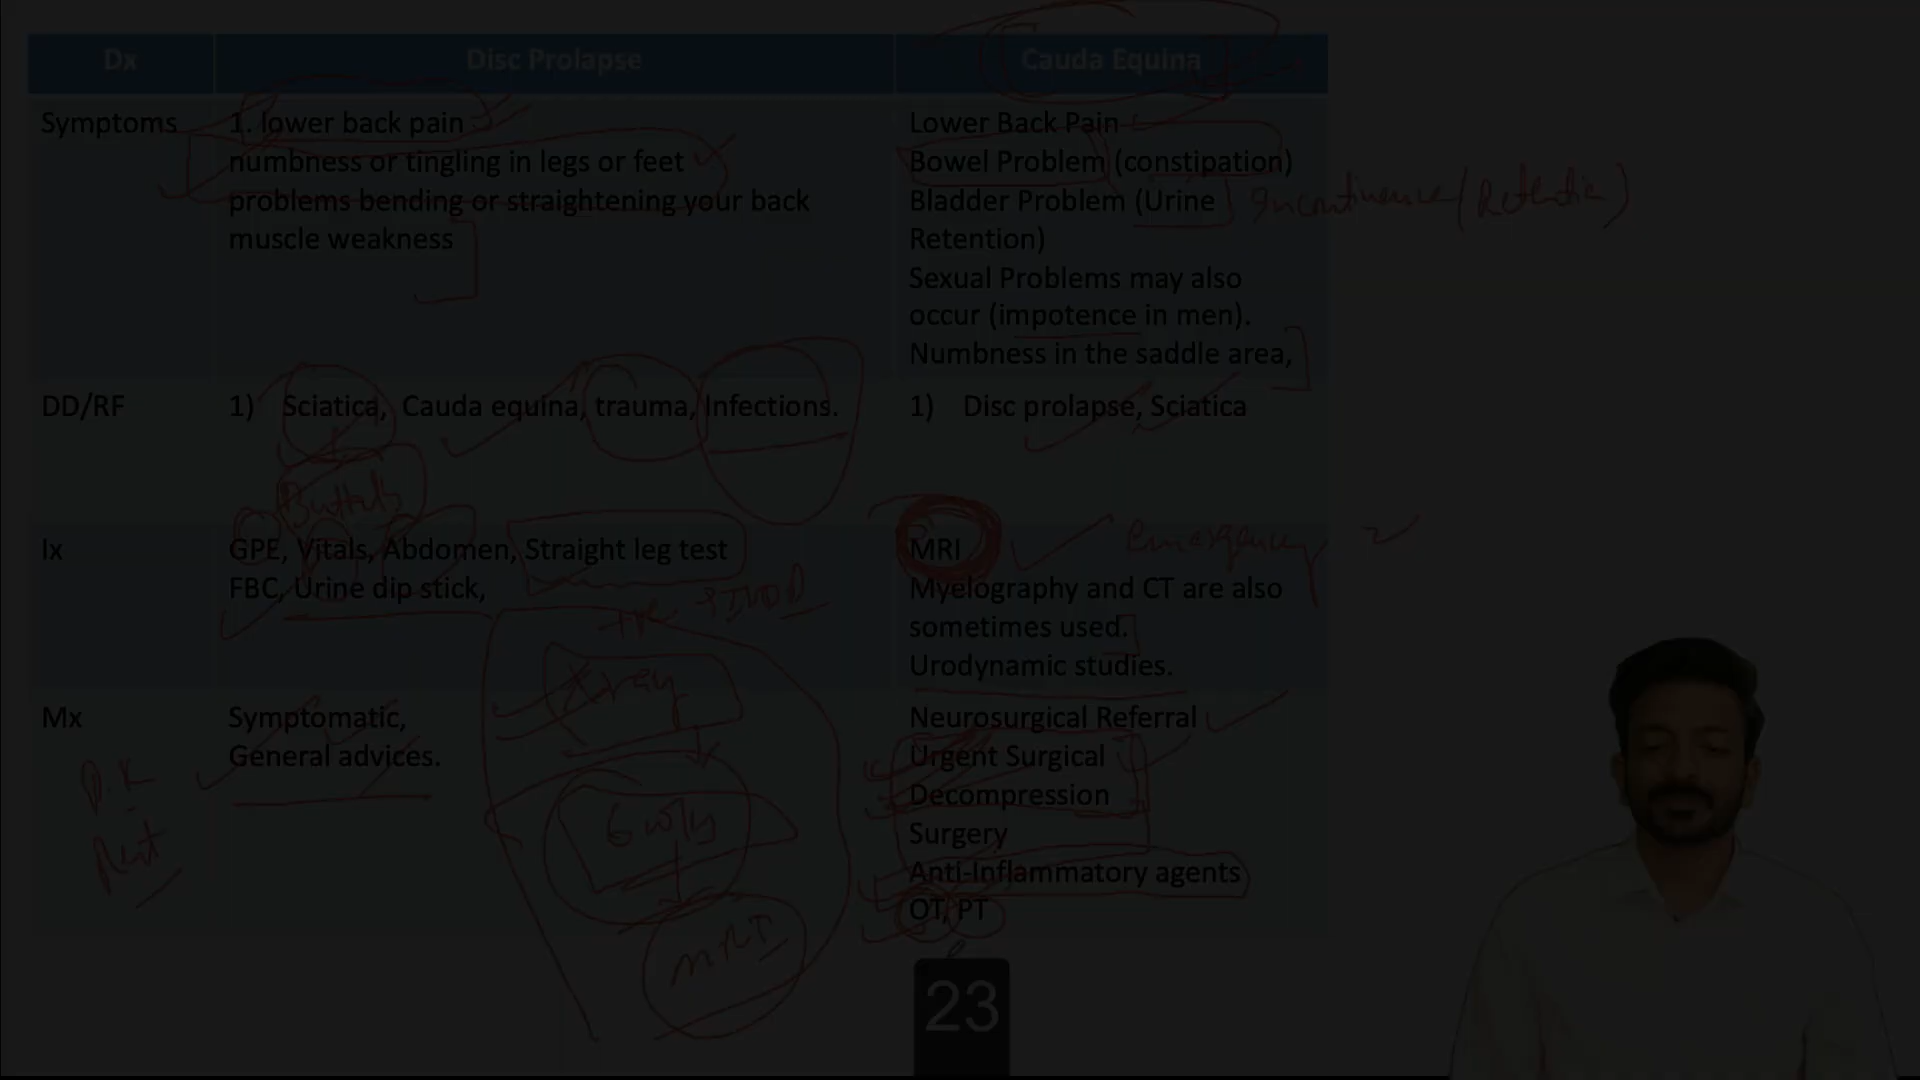 Dx Disc Prolapse Cauda Equina
Symptoms
1. lower back pain
numbness or tingling in legs or feet
problems bending or straightening your back
muscle weakness
Lower Back Pain
Bowel Problem (constipation)
Bladder Problem (Urine
Retention)
Sexual Problems may also
occur (impotence in men).
Numbness in the saddle area,
Incontinence/(Retention)
DD/RF
1) Sciatica, Cauda equina, trauma, Infections.
Buttocks
1) Disc prolapse, Sciatica
Ix
GPE, Vitals, Abdomen, Straight leg test
FBC, Urine dip stick,
+ve
Xray
MRI
emergency
Myelography and CT are also
sometimes used.
Urodynamic studies.
Mx
Symptomatic,
General advices.
P.K
Rest
MRI
Neurosurgical Referral
Urgent Surgical
Decompression
Surgery
Anti-Inflammatory agents
OT, PT
23